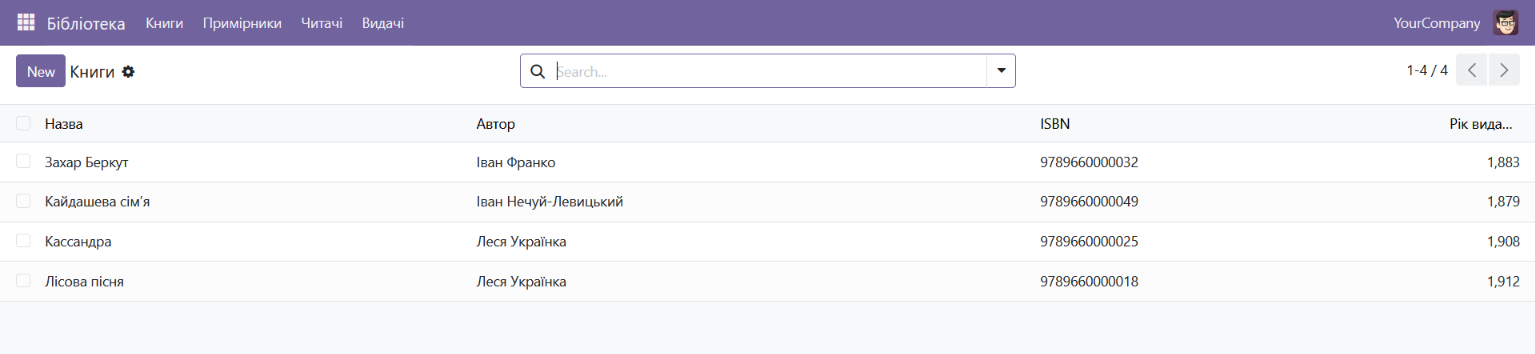 Бібліотека Книги Примірники Читачі Видачі YourCompany
New Книги Search... 1-4 / 4
Назва Автор ISBN Рік вида...
Захар Беркут Іван Франко 9789660000032 1,883
Кайдашева сім'я Іван Нечуй-Левицький 9789660000049 1,879
Кассандра Леся Українка 9789660000025 1,908
Лісова пісня Леся Українка 9789660000018 1,912